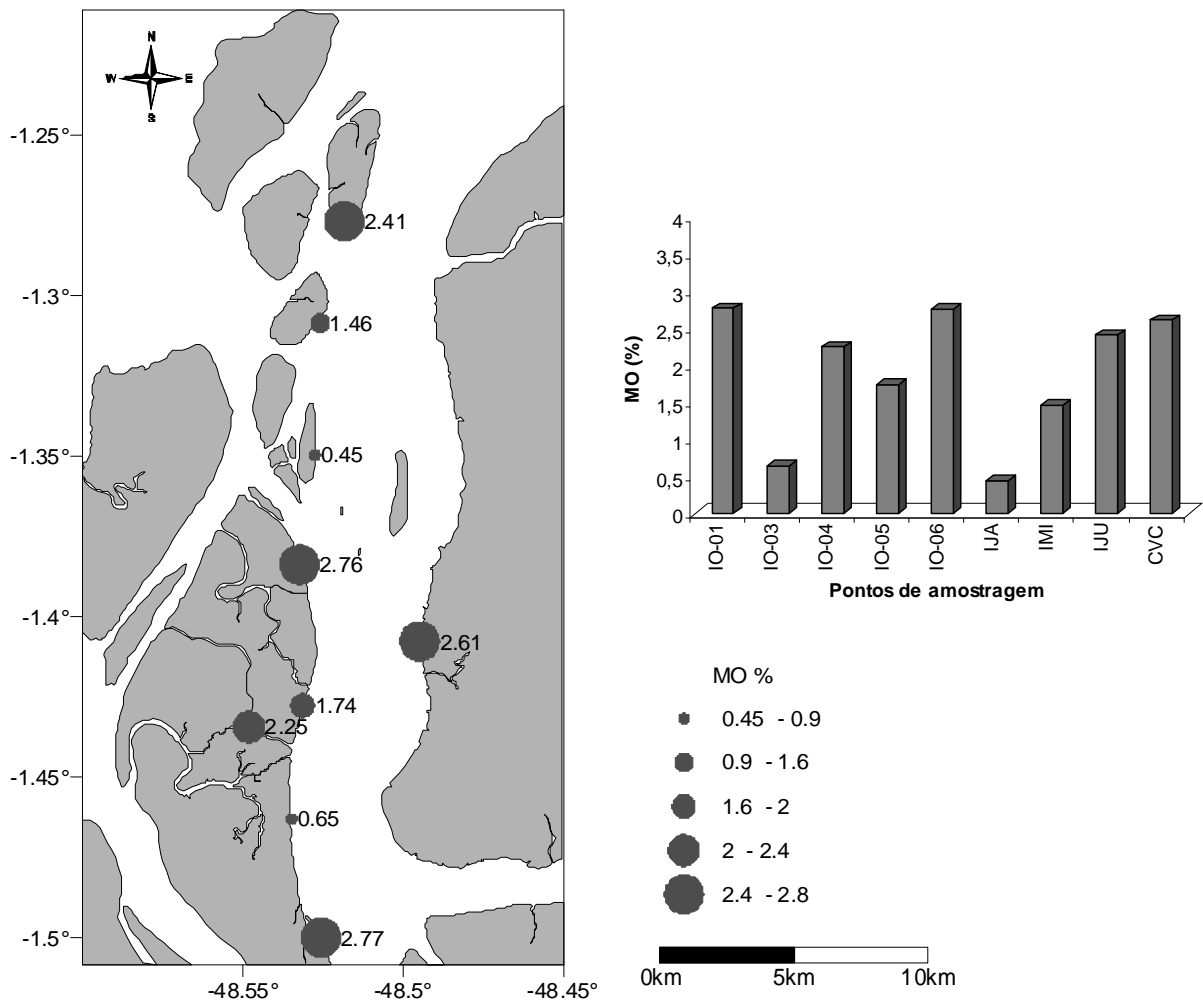 N
W E
S
-1.25°
-1.3°
-1.35°
-1.4°
-1.45°
-1.5°
2.41
1.46
0.45
2.76
2.61
1.74
2.25
0.65
2.77
-48.55°
-48.5°
-48.45°
MO (%)
4
3,5
3
2,5
2
1,5
1
0,5
0
IO-01
IO-03
IO-04
IO-05
IO-06
IJA
IMI
IJU
CVC
Pontos de amostragem
MO %
0.45 - 0.9
0.9 - 1.6
1.6 - 2
2 - 2.4
2.4 - 2.8
0km 5km 10km